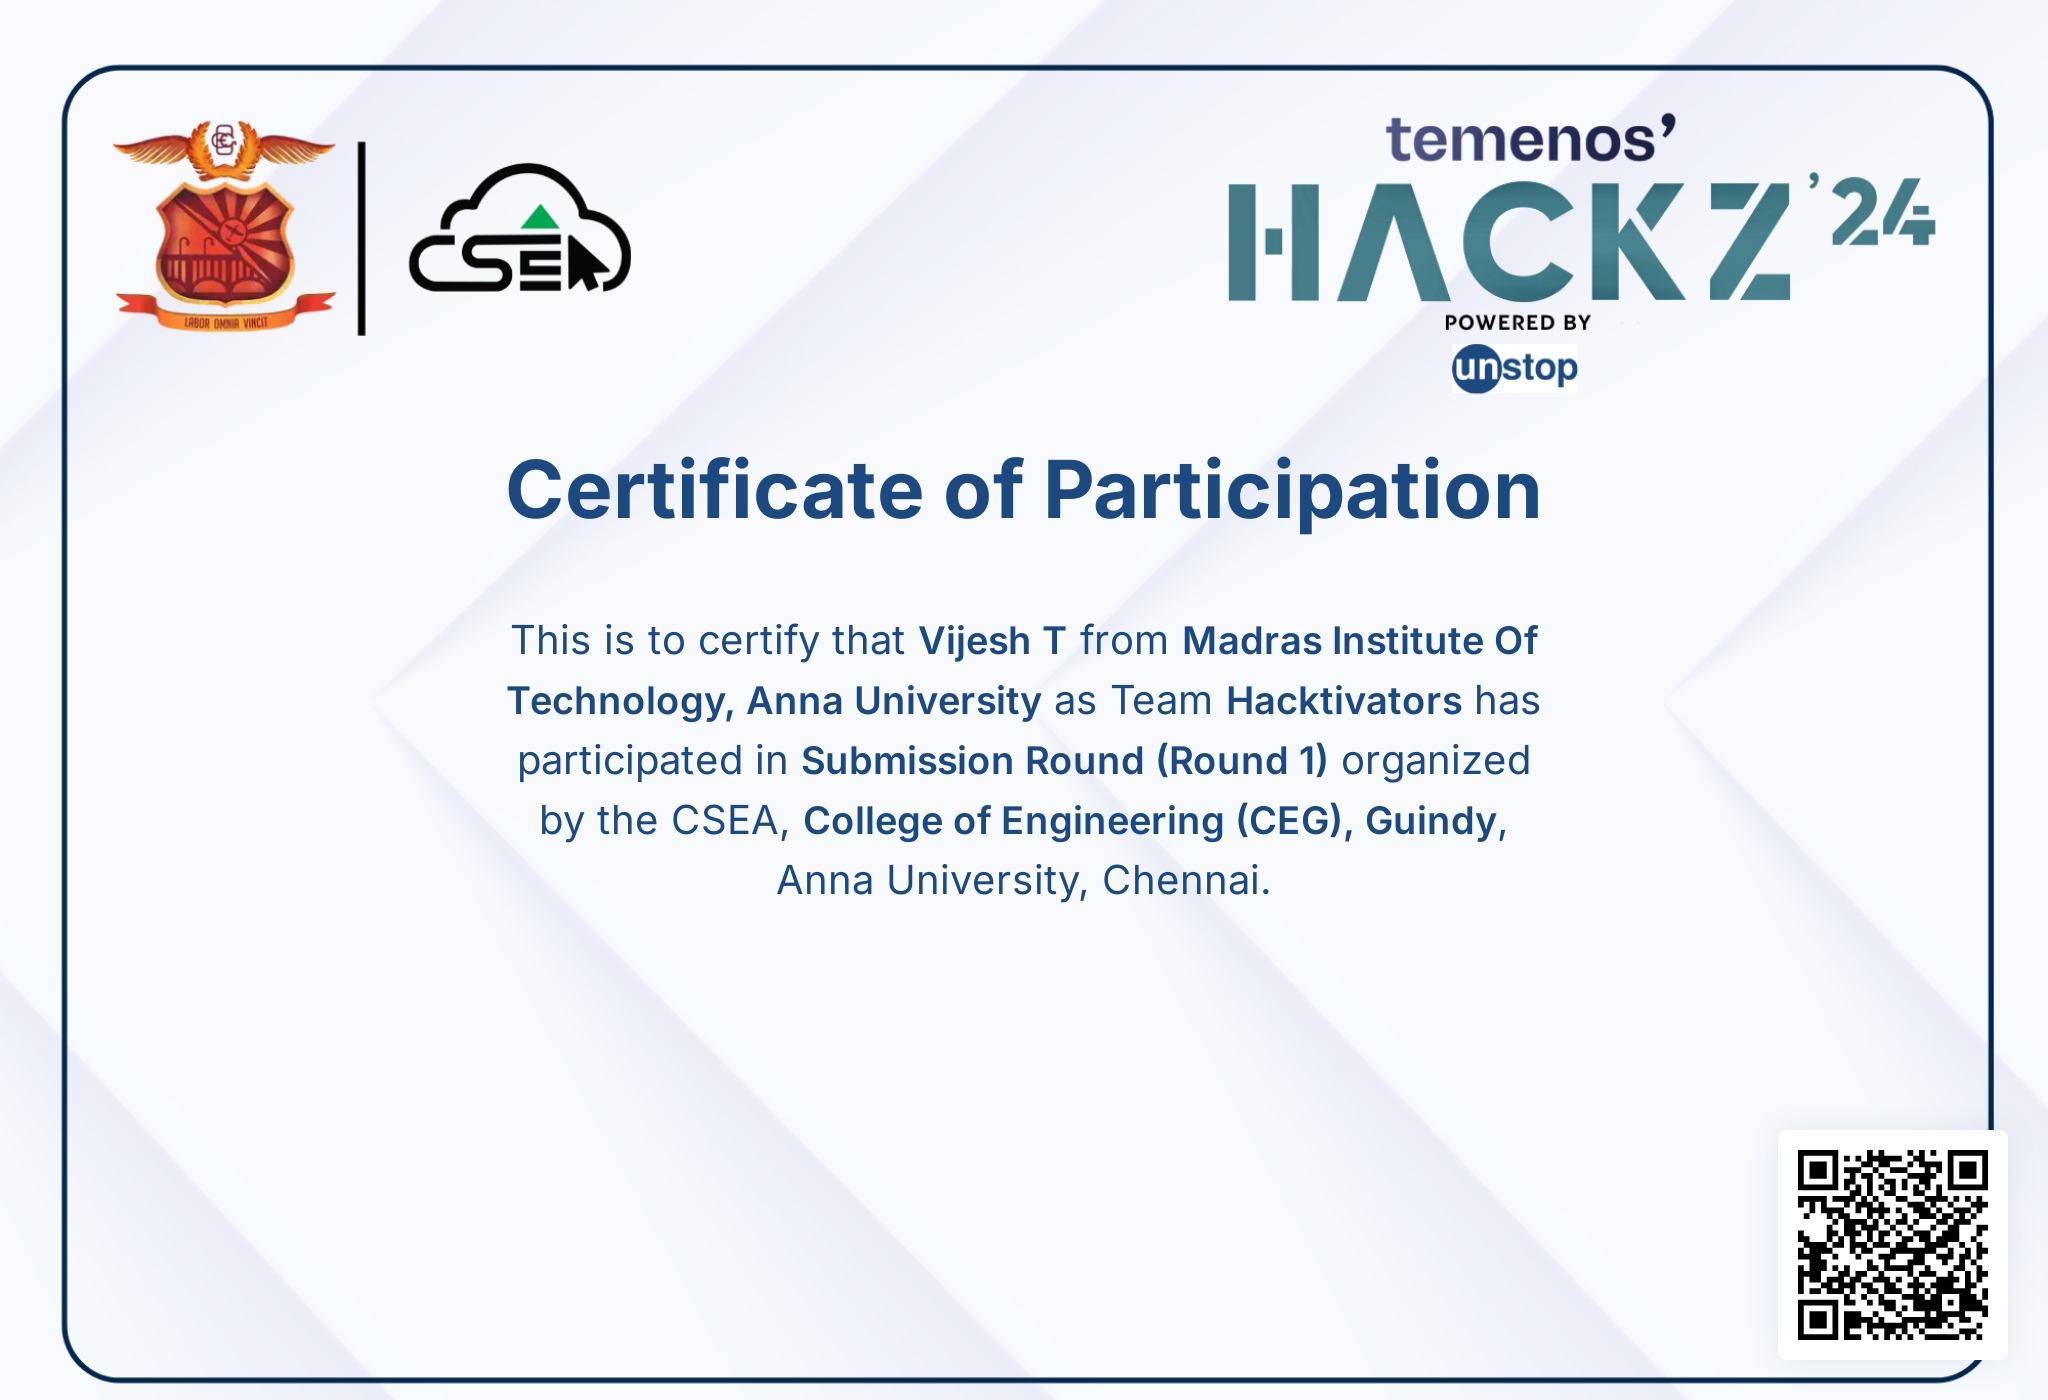 LABOR OMNIA VINCIT
CSEA
temenos’
HACKZ’24
POWERED BY
unstop
Certificate of Participation
This is to certify that Vijesh T from Madras Institute Of
Technology, Anna University as Team Hacktivators has
participated in Submission Round (Round 1) organized
by the CSEA, College of Engineering (CEG), Guindy,
Anna University, Chennai.